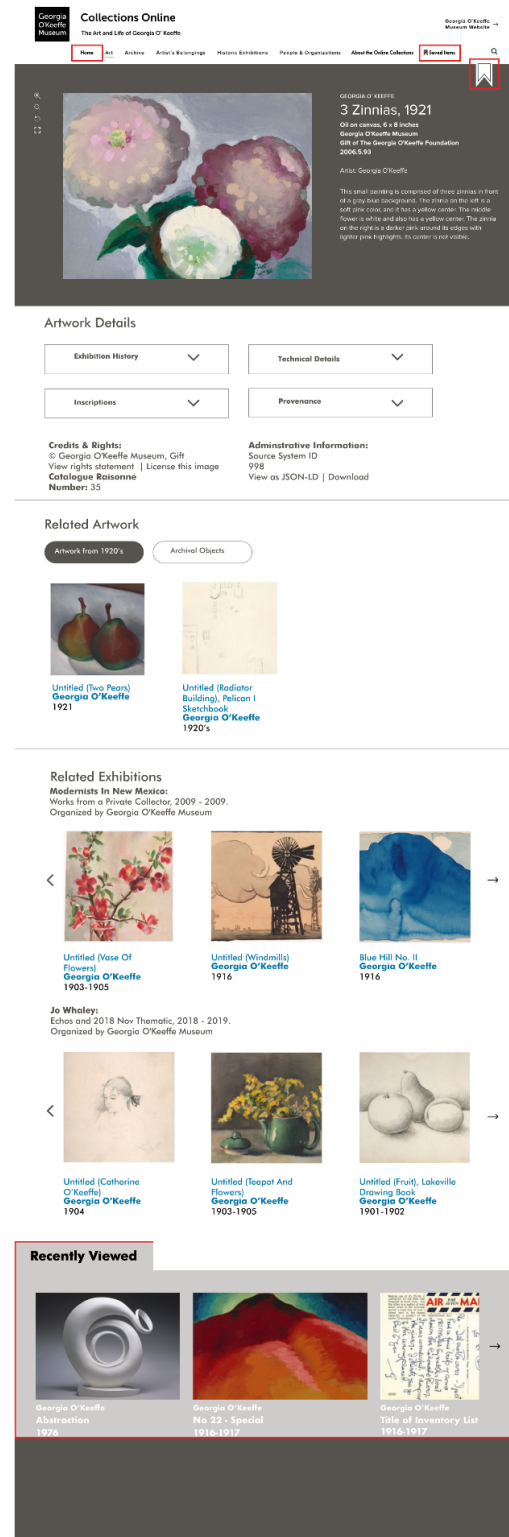 Georgia
O'Keeffe
Museum
Collections Online
The Art and Life of Georgia O' Keeffe
Georgia O'Keeffe
Museum Website →
Home Art Archive Artist's Belongings Historic Exhibitions People & Organizations About the Online Collections Saved Items
GEORGIA O' KEEFFE
3 Zinnias, 1921
Oil on canvas, 6 x 8 inches
Georgia O'Keeffe Museum
Gift of The Georgia O'Keeffe Foundation
2006.5.93
Artist: Georgia O'Keeffe
This small painting is comprised of three zinnias in front
of a gray-blue background. The zinnia on the left is a
soft pink color, and it has a yellow center. The middle
flower is white and also has a yellow center. The zinnia
on the right is a darker pink around its edges with
lighter pink highlights. Its center is not visible.
Artwork Details
Exhibition History
Technical Details
Inscriptions
Provenance
Credits & Rights:
© Georgia O'Keeffe Museum, Gift
View rights statement | License this image
Catalogue Raisonné
Number: 35
Adminstrative Information:
Source System ID
998
View as JSON-LD | Download
Related Artwork
Artwork from 1920's
Archival Objects
Untitled (Two Pears)
Georgia O'Keeffe
1921
Untitled (Radiator
Building), Pelican I
Sketchbook
Georgia O'Keeffe
1920's
Related Exhibitions
Modernists In New Mexico:
Works from a Private Collector, 2009 - 2009.
Organized by Georgia O'Keeffe Museum
Untitled (Vase Of
Flowers)
Georgia O'Keeffe
1903-1905
Untitled (Windmills)
Georgia O'Keeffe
1916
Blue Hill No. II
Georgia O'Keeffe
1916
Jo Whaley:
Echos and 2018 Nov Thematic, 2018 - 2019.
Organized by Georgia O'Keeffe Museum
Untitled (Catherine
O'Keeffe)
Georgia O'Keeffe
1904
Untitled (Teapot And
Flowers)
Georgia O'Keeffe
1903-1905
Untitled (Fruit), Lakeville
Drawing Book
Georgia O'Keeffe
1901-1902
Recently Viewed
AIR MA
Georgia O'Keeffe
Abstraction
1976
Georgia O'Keeffe
No 22 - Special
1916-1917
Georgia O'Keeffe
Title of Inventory List
1916-1917